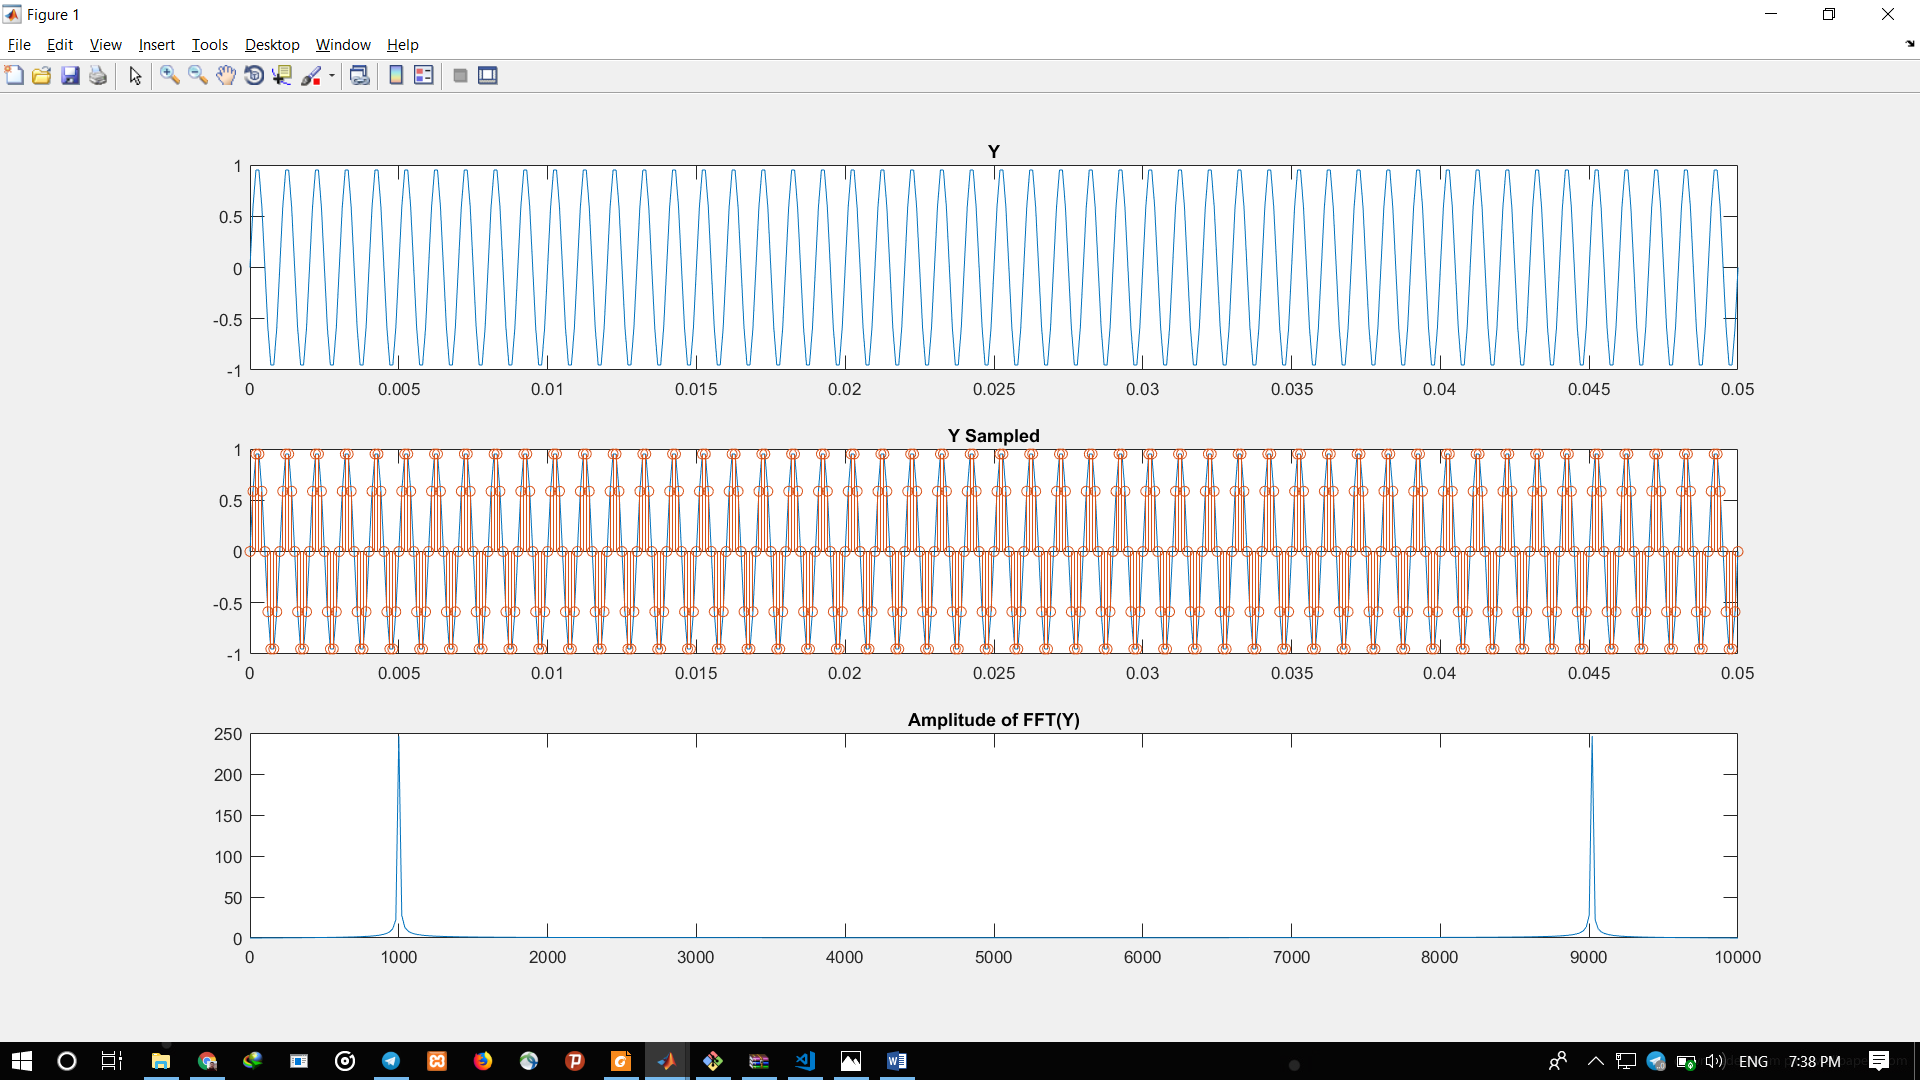 Figure 1
File Edit View Insert Tools Desktop Window Help
Y
1
0.5
0
-0.5
-1
0 0.005 0.01 0.015 0.02 0.025 0.03 0.035 0.04 0.045 0.05
Y Sampled
1
0.5
0
-0.5
-1
0 0.005 0.01 0.015 0.02 0.025 0.03 0.035 0.04 0.045 0.05
Amplitude of FFT(Y)
250
200
150
100
50
0
0 1000 2000 3000 4000 5000 6000 7000 8000 9000 10000
ENG 7:38 PM